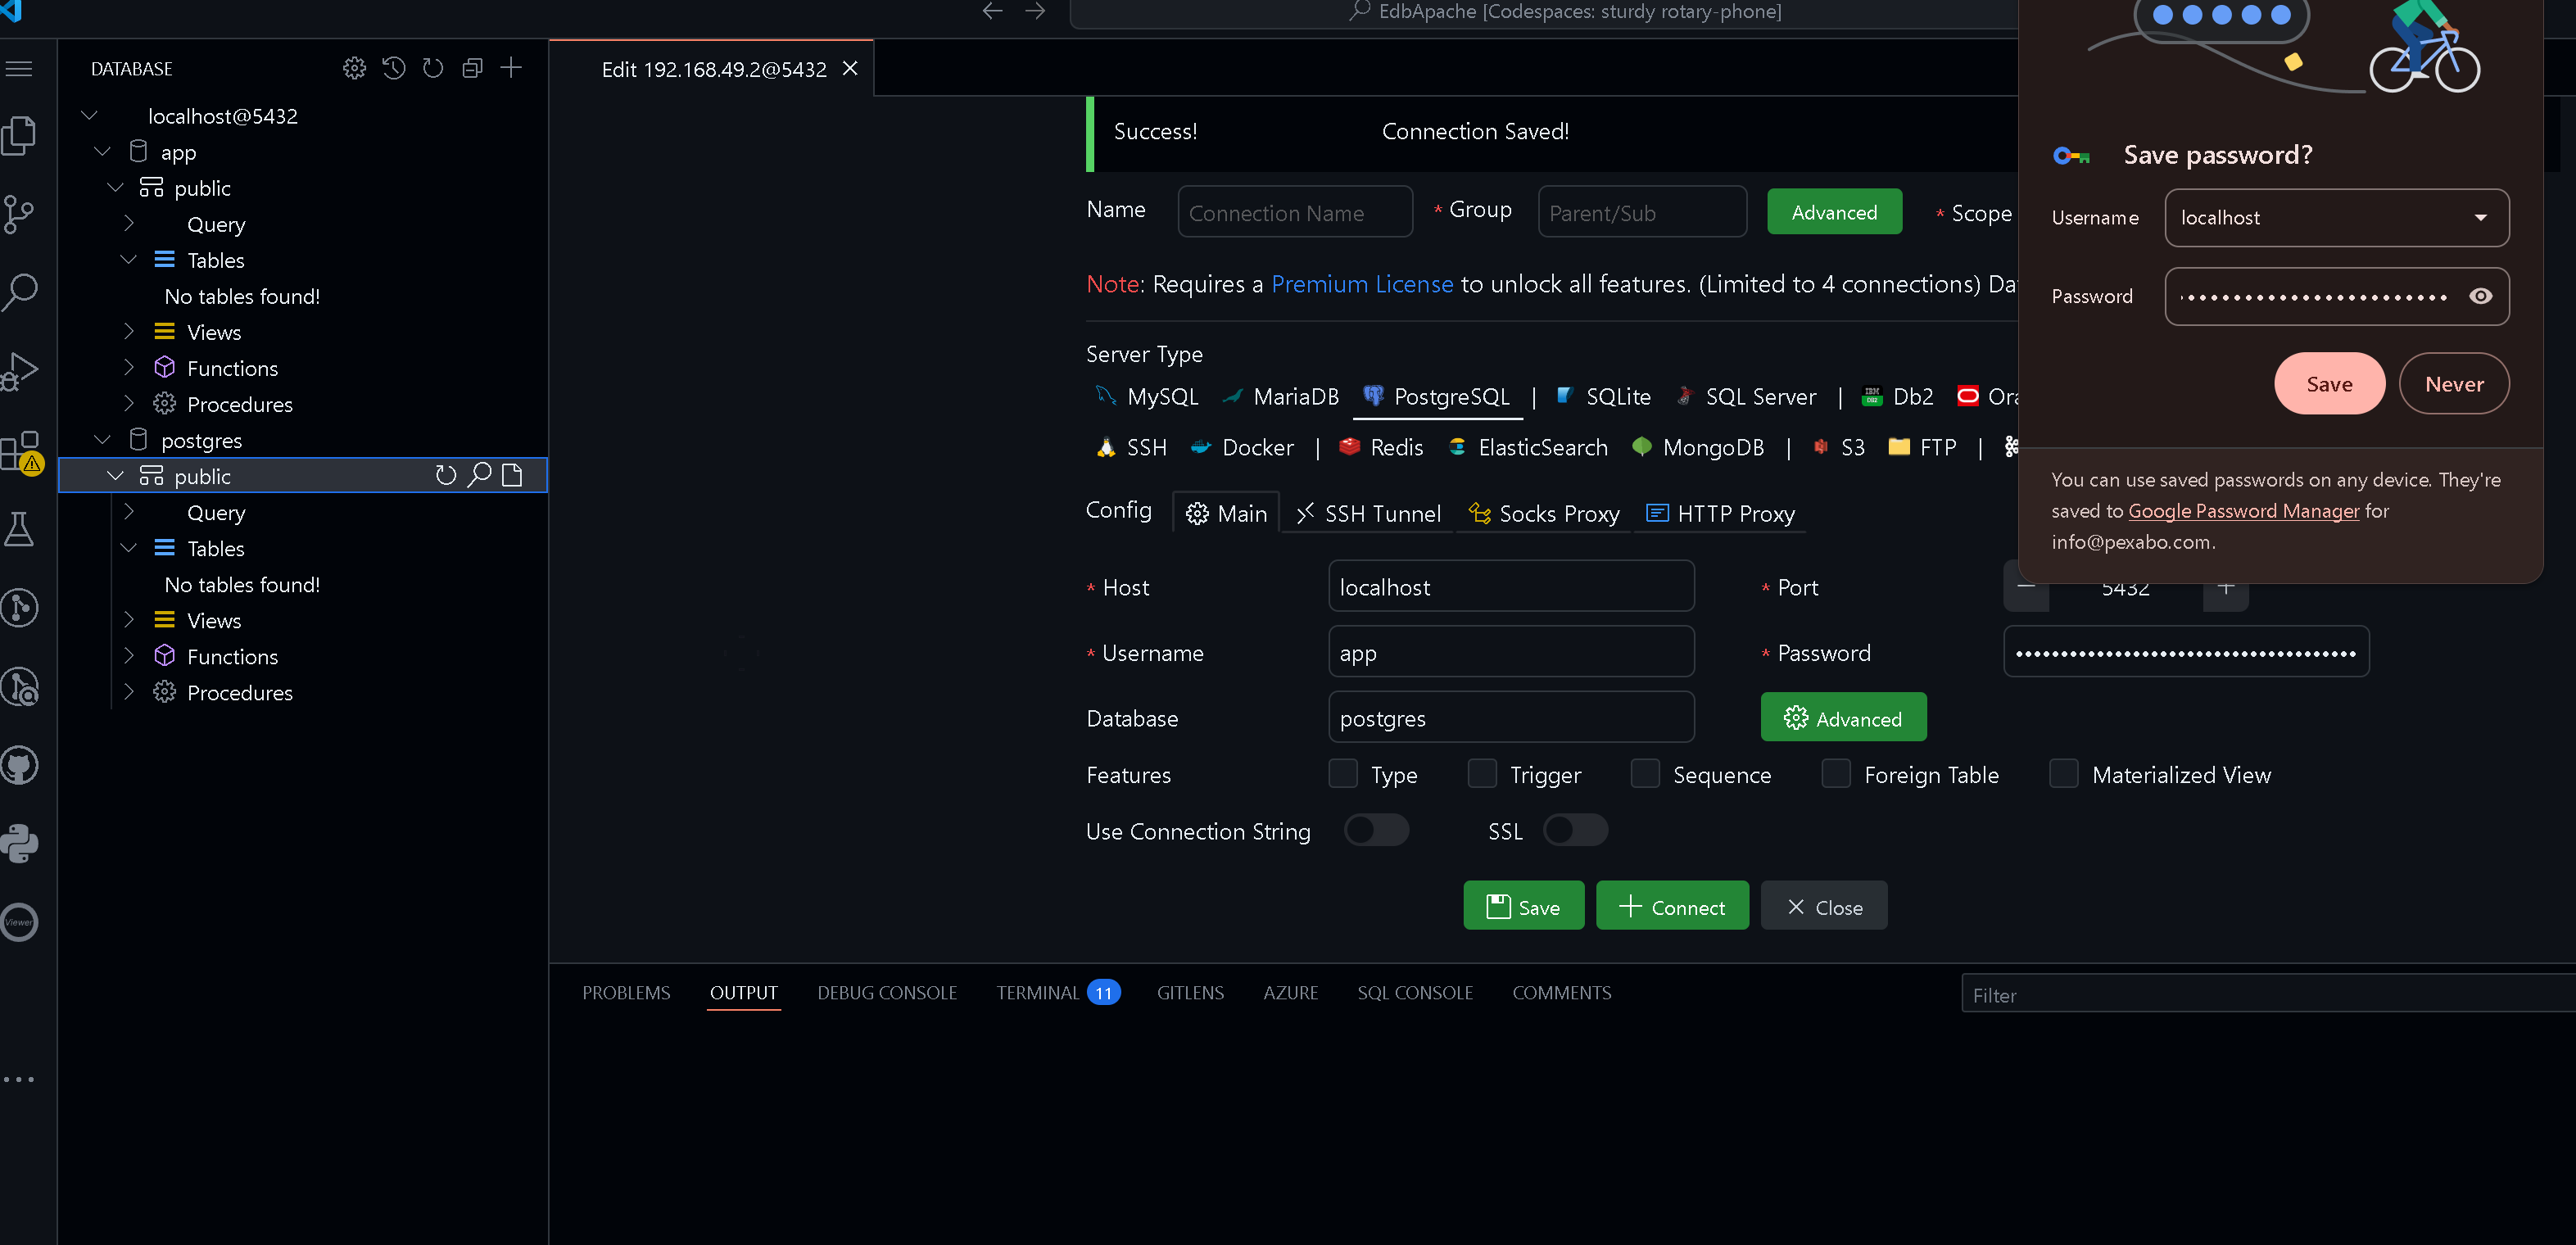 EdbApache [Codespaces: sturdy rotary-phone]
DATABASE
localhost@5432
app
public
Query
Tables
No tables found!
Views
Functions
Procedures
postgres
public
Query
Tables
No tables found!
Views
Functions
Procedures
Viewer
Edit 192.168.49.2@5432
Success! Connection Saved!
Name Connection Name * Group Parent/Sub Advanced * Scope
Note: Requires a Premium License to unlock all features. (Limited to 4 connections)
Server Type
MySQL MariaDB PostgreSQL | SQLite SQL Server | Db2
SSH Docker | Redis ElasticSearch MongoDB | S3 FTP |
Config Main SSH Tunnel Socks Proxy HTTP Proxy
* Host localhost * Port 5432
* Username app * Password
Database postgres Advanced
Features Type Trigger Sequence Foreign Table Materialized View
Use Connection String SSL
Save Connect Close
PROBLEMS OUTPUT DEBUG CONSOLE TERMINAL 11 GITLENS AZURE SQL CONSOLE COMMENTS
Filter
Save password?
Username localhost
Password
Save Never
You can use saved passwords on any device. They're
saved to Google Password Manager for
info@pexabo.com.